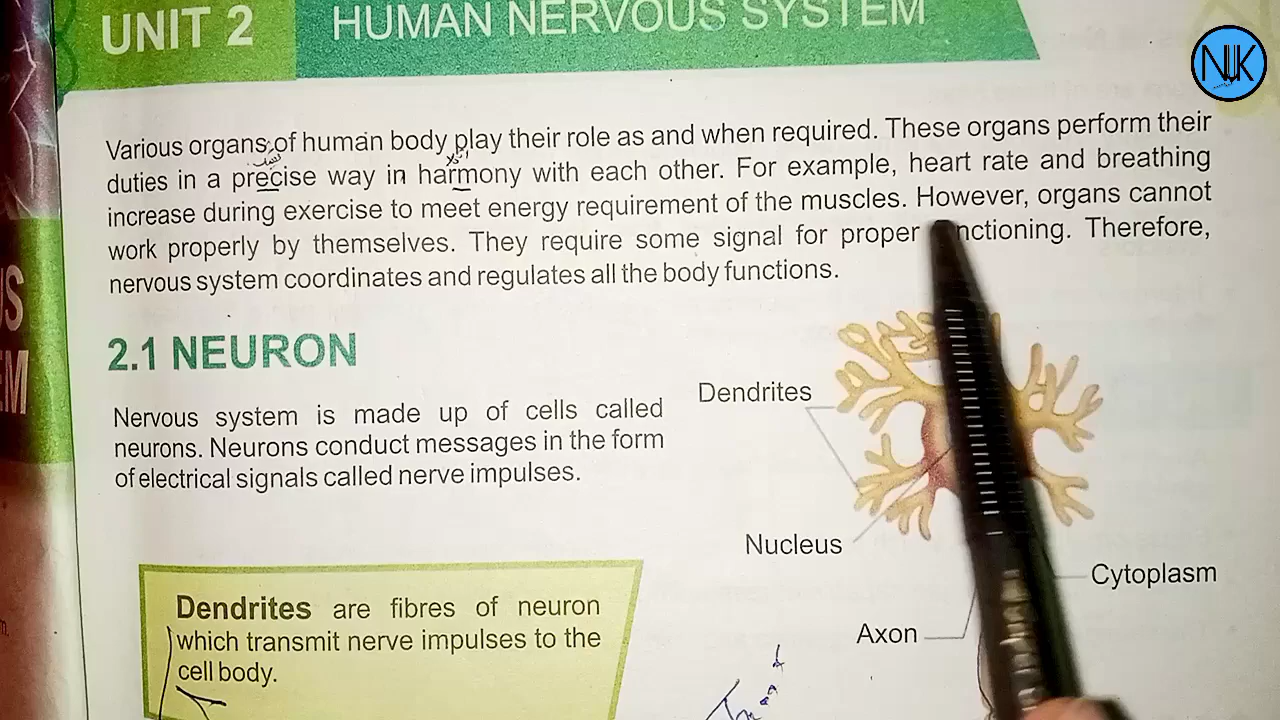 UNIT 2
HUMAN NERVOUS SYSTEM
NJK
Various organs of human body play their role as and when required. These organs perform their
duties in a precise way in harmony with each other. For example, heart rate and breathing
increase during exercise to meet energy requirement of the muscles. However, organs cannot
work properly by themselves. They require some signal for proper nctioning. Therefore,
nervous system coordinates and regulates all the body functions.
2.1 NEURON
Nervous system is made up of cells called
neurons. Neurons conduct messages in the form
of electrical signals called nerve impulses.
Dendrites
Nucleus
Cytoplasm
Axon
Dendrites are fibres of neuron
which transmit nerve impulses to the
cell body.